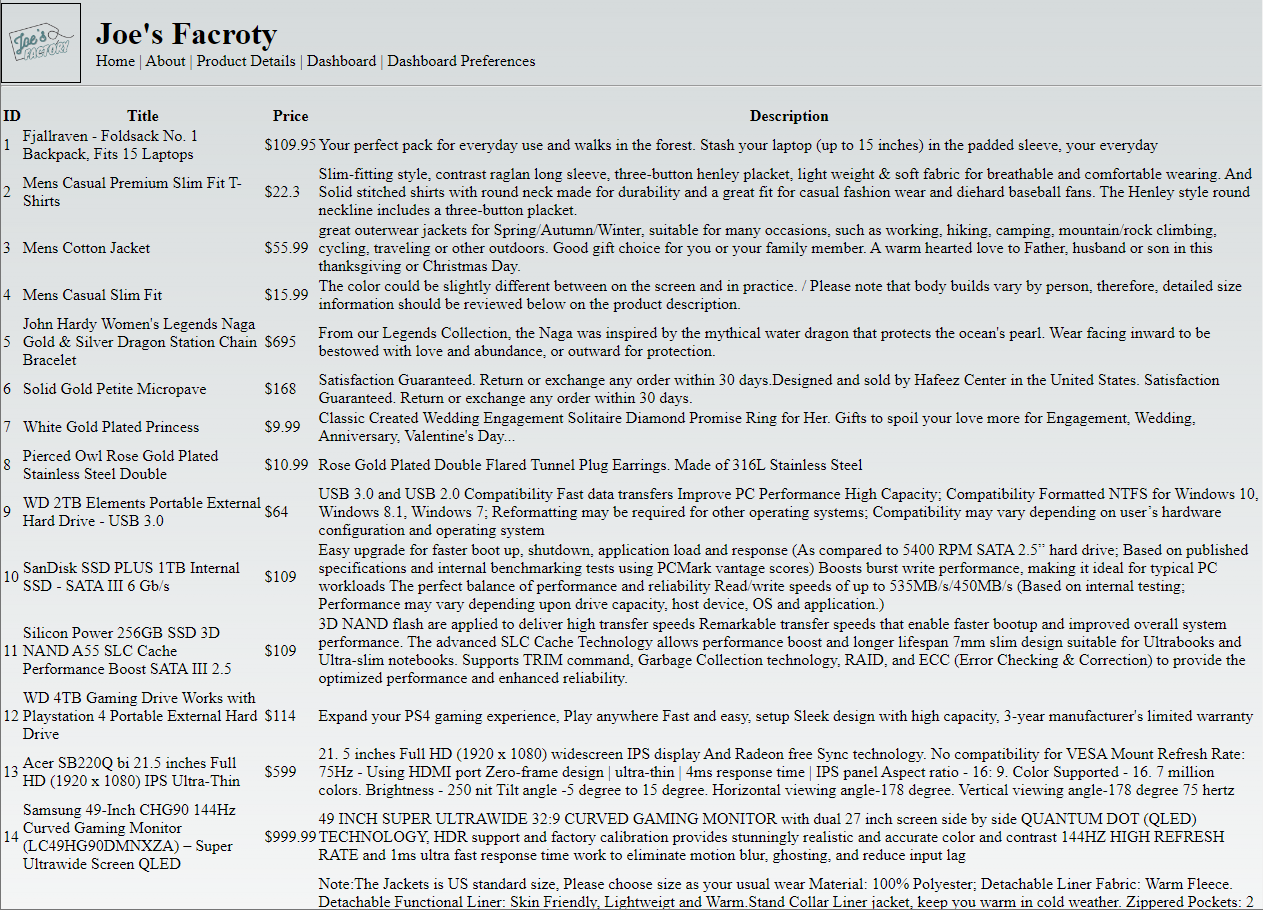 Joe's
FACTORY
Joe's Facroty
Home | About | Product Details | Dashboard | Dashboard Preferences
ID Title Price Description
1 Fjallraven - Foldsack No. 1
Backpack, Fits 15 Laptops
$109.95 Your perfect pack for everyday use and walks in the forest. Stash your laptop (up to 15 inches) in the padded sleeve, your everyday
2 Mens Casual Premium Slim Fit T-
Shirts
$22.3
Slim-fitting style, contrast raglan long sleeve, three-button henley placket, light weight & soft fabric for breathable and comfortable wearing. And
Solid stitched shirts with round neck made for durability and a great fit for casual fashion wear and diehard baseball fans. The Henley style round
neckline includes a three-button placket.
3 Mens Cotton Jacket $55.99
great outerwear jackets for Spring/Autumn/Winter, suitable for many occasions, such as working, hiking, camping, mountain/rock climbing,
cycling, traveling or other outdoors. Good gift choice for you or your family member. A warm hearted love to Father, husband or son in this
thanksgiving or Christmas Day.
4 Mens Casual Slim Fit $15.99
The color could be slightly different between on the screen and in practice. / Please note that body builds vary by person, therefore, detailed size
information should be reviewed below on the product description.
5 John Hardy Women's Legends Naga
Gold & Silver Dragon Station Chain
Bracelet
$695
From our Legends Collection, the Naga was inspired by the mythical water dragon that protects the ocean's pearl. Wear facing inward to be
bestowed with love and abundance, or outward for protection.
6 Solid Gold Petite Micropave $168
Satisfaction Guaranteed. Return or exchange any order within 30 days.Designed and sold by Hafeez Center in the United States. Satisfaction
Guaranteed. Return or exchange any order within 30 days.
7 White Gold Plated Princess $9.99
Classic Created Wedding Engagement Solitaire Diamond Promise Ring for Her. Gifts to spoil your love more for Engagement, Wedding,
Anniversary, Valentine's Day...
8 Pierced Owl Rose Gold Plated
Stainless Steel Double
$10.99 Rose Gold Plated Double Flared Tunnel Plug Earrings. Made of 316L Stainless Steel
9 WD 2TB Elements Portable External
Hard Drive - USB 3.0
$64
USB 3.0 and USB 2.0 Compatibility Fast data transfers Improve PC Performance High Capacity; Compatibility Formatted NTFS for Windows 10,
Windows 8.1, Windows 7; Reformatting may be required for other operating systems; Compatibility may vary depending on user’s hardware
configuration and operating system
10 SanDisk SSD PLUS 1TB Internal
SSD - SATA III 6 Gb/s
$109
Easy upgrade for faster boot up, shutdown, application load and response (As compared to 5400 RPM SATA 2.5” hard drive; Based on published
specifications and internal benchmarking tests using PCMark vantage scores) Boosts burst write performance, making it ideal for typical PC
workloads The perfect balance of performance and reliability Read/write speeds of up to 535MB/s/450MB/s (Based on internal testing;
Performance may vary depending upon drive capacity, host device, OS and application.)
11 Silicon Power 256GB SSD 3D
NAND A55 SLC Cache
Performance Boost SATA III 2.5
$109
3D NAND flash are applied to deliver high transfer speeds Remarkable transfer speeds that enable faster bootup and improved overall system
performance. The advanced SLC Cache Technology allows performance boost and longer lifespan 7mm slim design suitable for Ultrabooks and
Ultra-slim notebooks. Supports TRIM command, Garbage Collection technology, RAID, and ECC (Error Checking & Correction) to provide the
optimized performance and enhanced reliability.
12 WD 4TB Gaming Drive Works with
Playstation 4 Portable External Hard
Drive
$114 Expand your PS4 gaming experience, Play anywhere Fast and easy, setup Sleek design with high capacity, 3-year manufacturer's limited warranty
13 Acer SB220Q bi 21.5 inches Full
HD (1920 x 1080) IPS Ultra-Thin
$599
21. 5 inches Full HD (1920 x 1080) widescreen IPS display And Radeon free Sync technology. No compatibility for VESA Mount Refresh Rate:
75Hz - Using HDMI port Zero-frame design | ultra-thin | 4ms response time | IPS panel Aspect ratio - 16: 9. Color Supported - 16. 7 million
colors. Brightness - 250 nit Tilt angle -5 degree to 15 degree. Horizontal viewing angle-178 degree. Vertical viewing angle-178 degree 75 hertz
14 Samsung 49-Inch CHG90 144Hz
Curved Gaming Monitor
(LC49HG90DMNXZA) – Super
Ultrawide Screen QLED
$999.99
49 INCH SUPER ULTRAWIDE 32:9 CURVED GAMING MONITOR with dual 27 inch screen side by side QUANTUM DOT (QLED)
TECHNOLOGY, HDR support and factory calibration provides stunningly realistic and accurate color and contrast 144HZ HIGH REFRESH
RATE and 1ms ultra fast response time work to eliminate motion blur, ghosting, and reduce input lag
Note:The Jackets is US standard size, Please choose size as your usual wear Material: 100% Polyester; Detachable Liner Fabric: Warm Fleece.
Detachable Functional Liner: Skin Friendly, Lightweigt and Warm.Stand Collar Liner jacket, keep you warm in cold weather. Zippered Pockets: 2